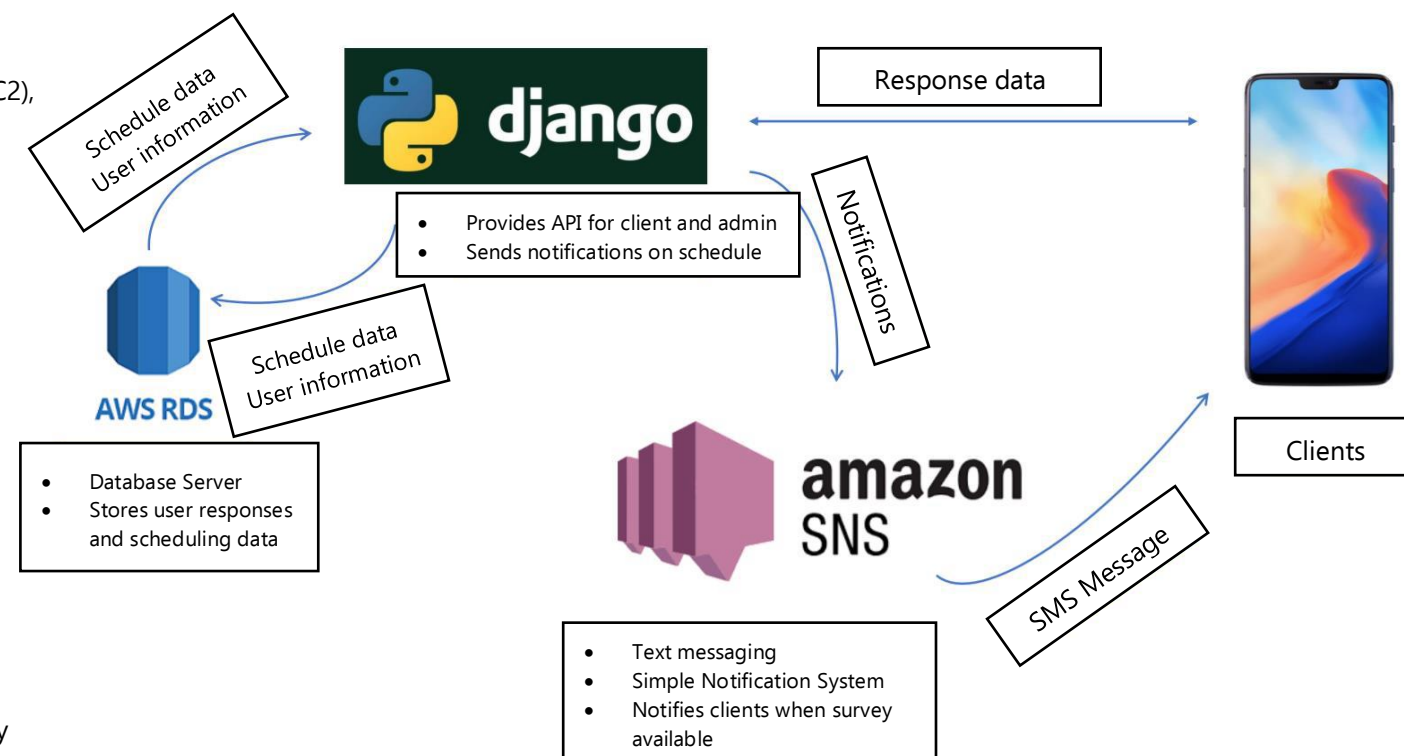 C2),
Schedule data
User information
django
Response data
• Provides API for client and admin
• Sends notifications on schedule
Notifications
Schedule data
User information
AWS RDS
• Database Server
• Stores user responses
and scheduling data
amazon
SNS
Clients
SMS Message
• Text messaging
• Simple Notification System
• Notifies clients when survey
available
y